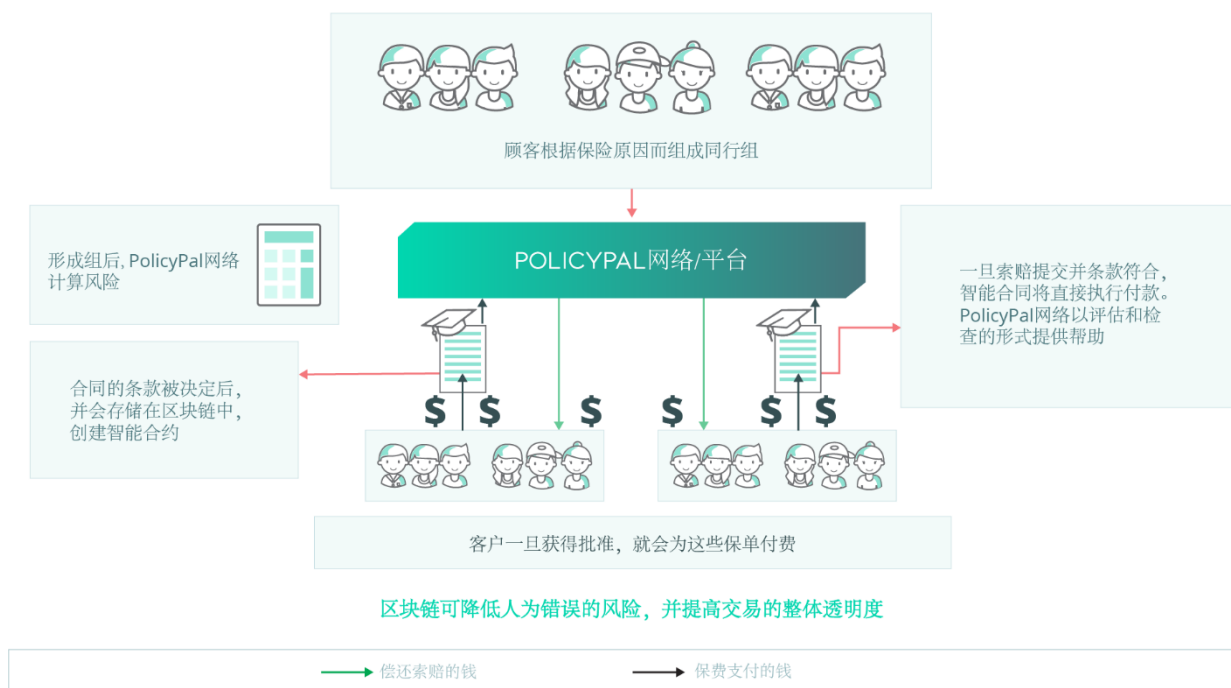 顾客根据保险原因而组成同行组
POLICYPAL网络/平台
形成组后, PolicyPal网络
计算风险
一旦索赔提交并条款符合，
智能合同将直接执行付款。
PolicyPal网络以评估和检
查的形式提供帮助
合同的条款被决定后，
并会存储在区块链中，
创建智能合约
$ $ $ $ $
客户一旦获得批准，就会为这些保单付费
区块链可降低人为错误的风险，并提高交易的整体透明度
偿还索赔的钱
保费支付的钱